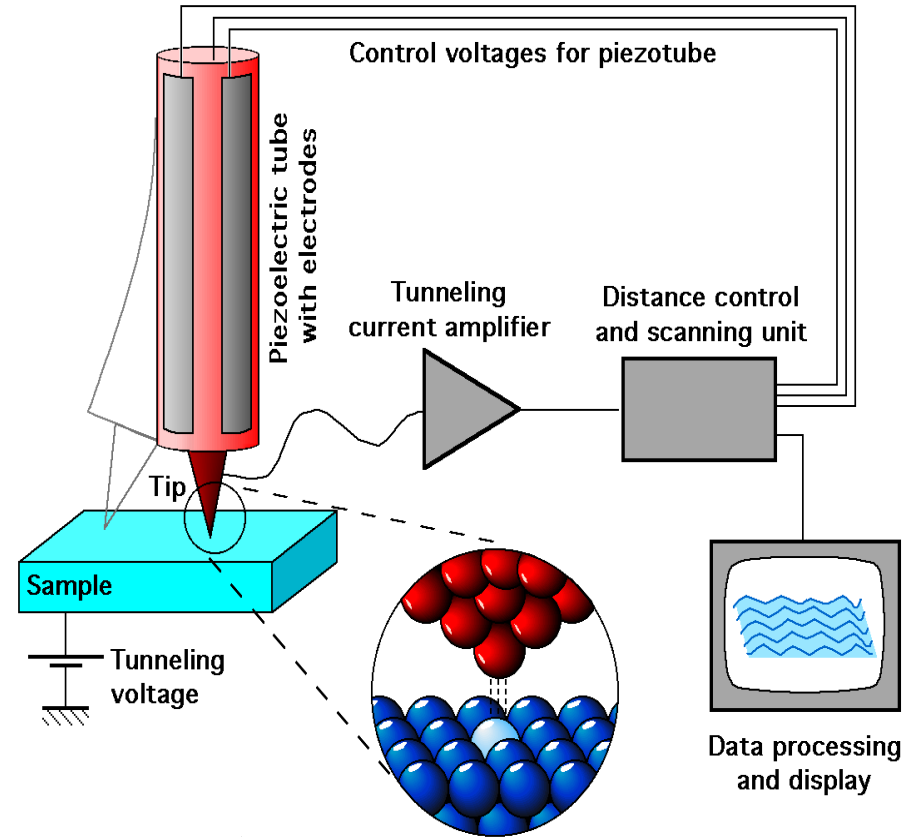 Control voltages for piezotube
Piezoelectric tube
with electrodes
Tunneling
current amplifier
Distance control
and scanning unit
Tip
Sample
Tunneling
voltage
Data processing
and display